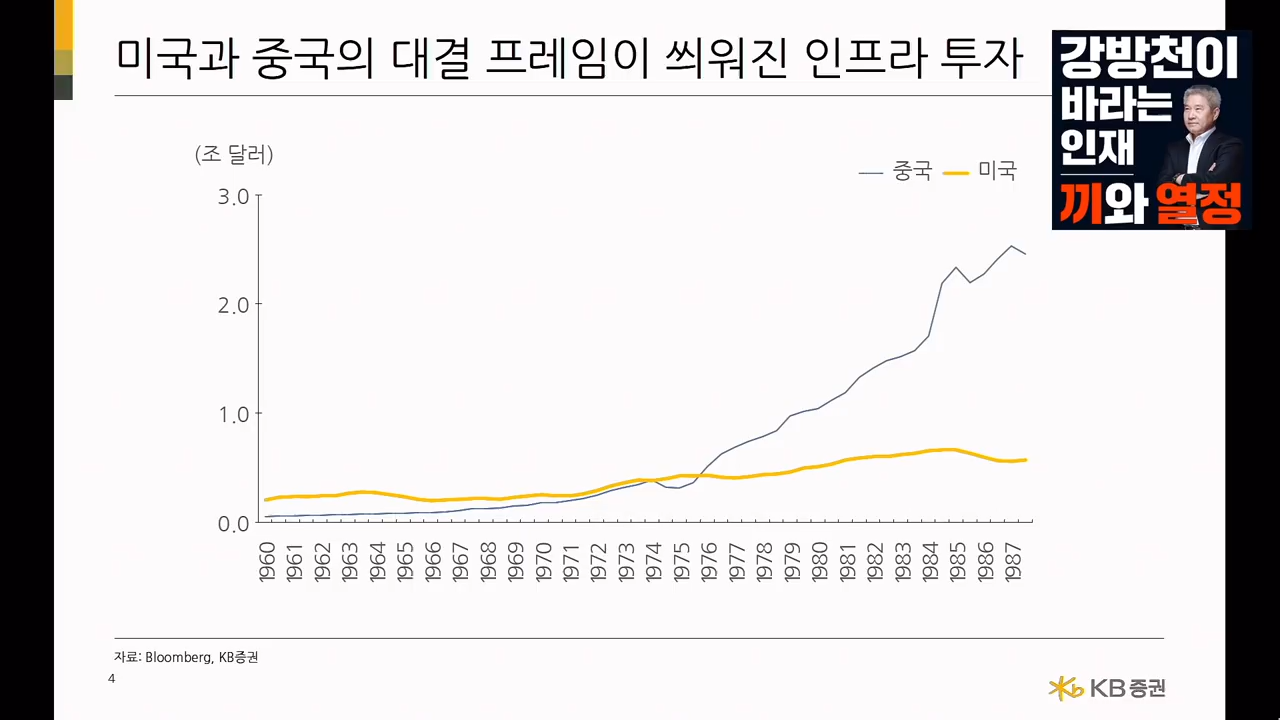 미국과 중국의 대결 프레임이 씌워진 인프라 투자
강방천이
바라는
인재
끼와 열정
(조 달러)
중국 미국
3.0
2.0
1.0
0.0
1960 1961 1962 1963 1964 1965 1966 1967 1968 1969 1970 1971 1972 1973 1974 1975 1976 1977 1978 1979 1980 1981 1982 1983 1984 1985 1986 1987
자료: Bloomberg, KB증권
4
KB증권